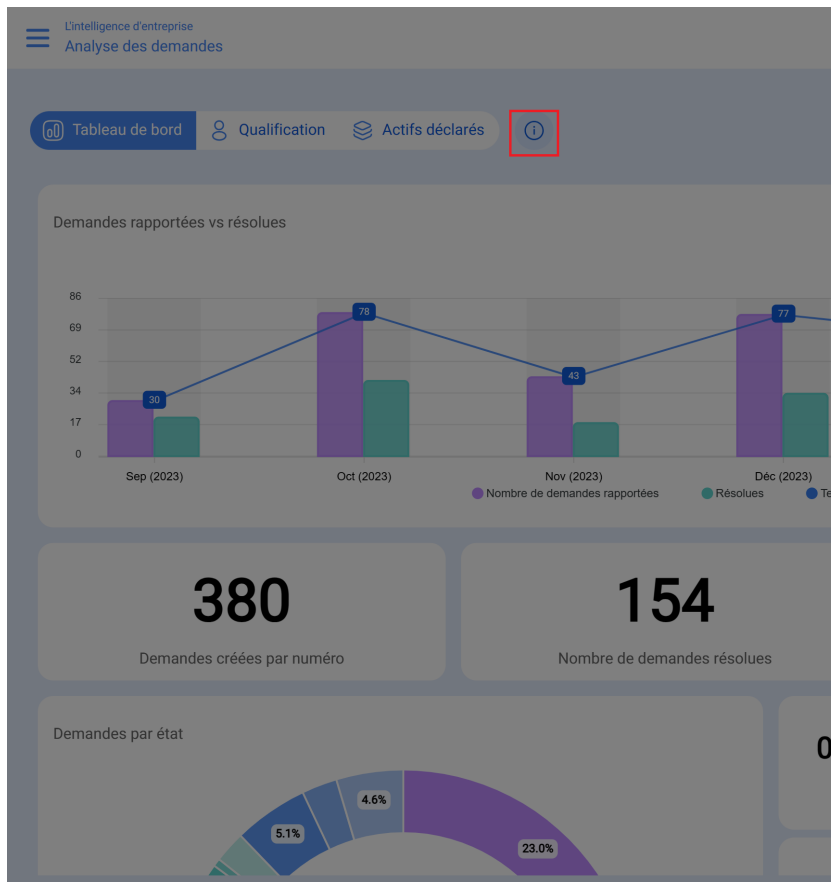 L'intelligence d'entreprise
Analyse des demandes
Tableau de bord Qualification Actifs déclarés
Demandes rapportées vs résolues
86
69
52
34
17
0
78
77
43
30
Sep (2023) Oct (2023) Nov (2023) Déc (2023)
Nombre de demandes rapportées Résolues Te
380
Demandes créées par numéro
154
Nombre de demandes résolues
Demandes par état
0
4.6%
5.1%
23.0%